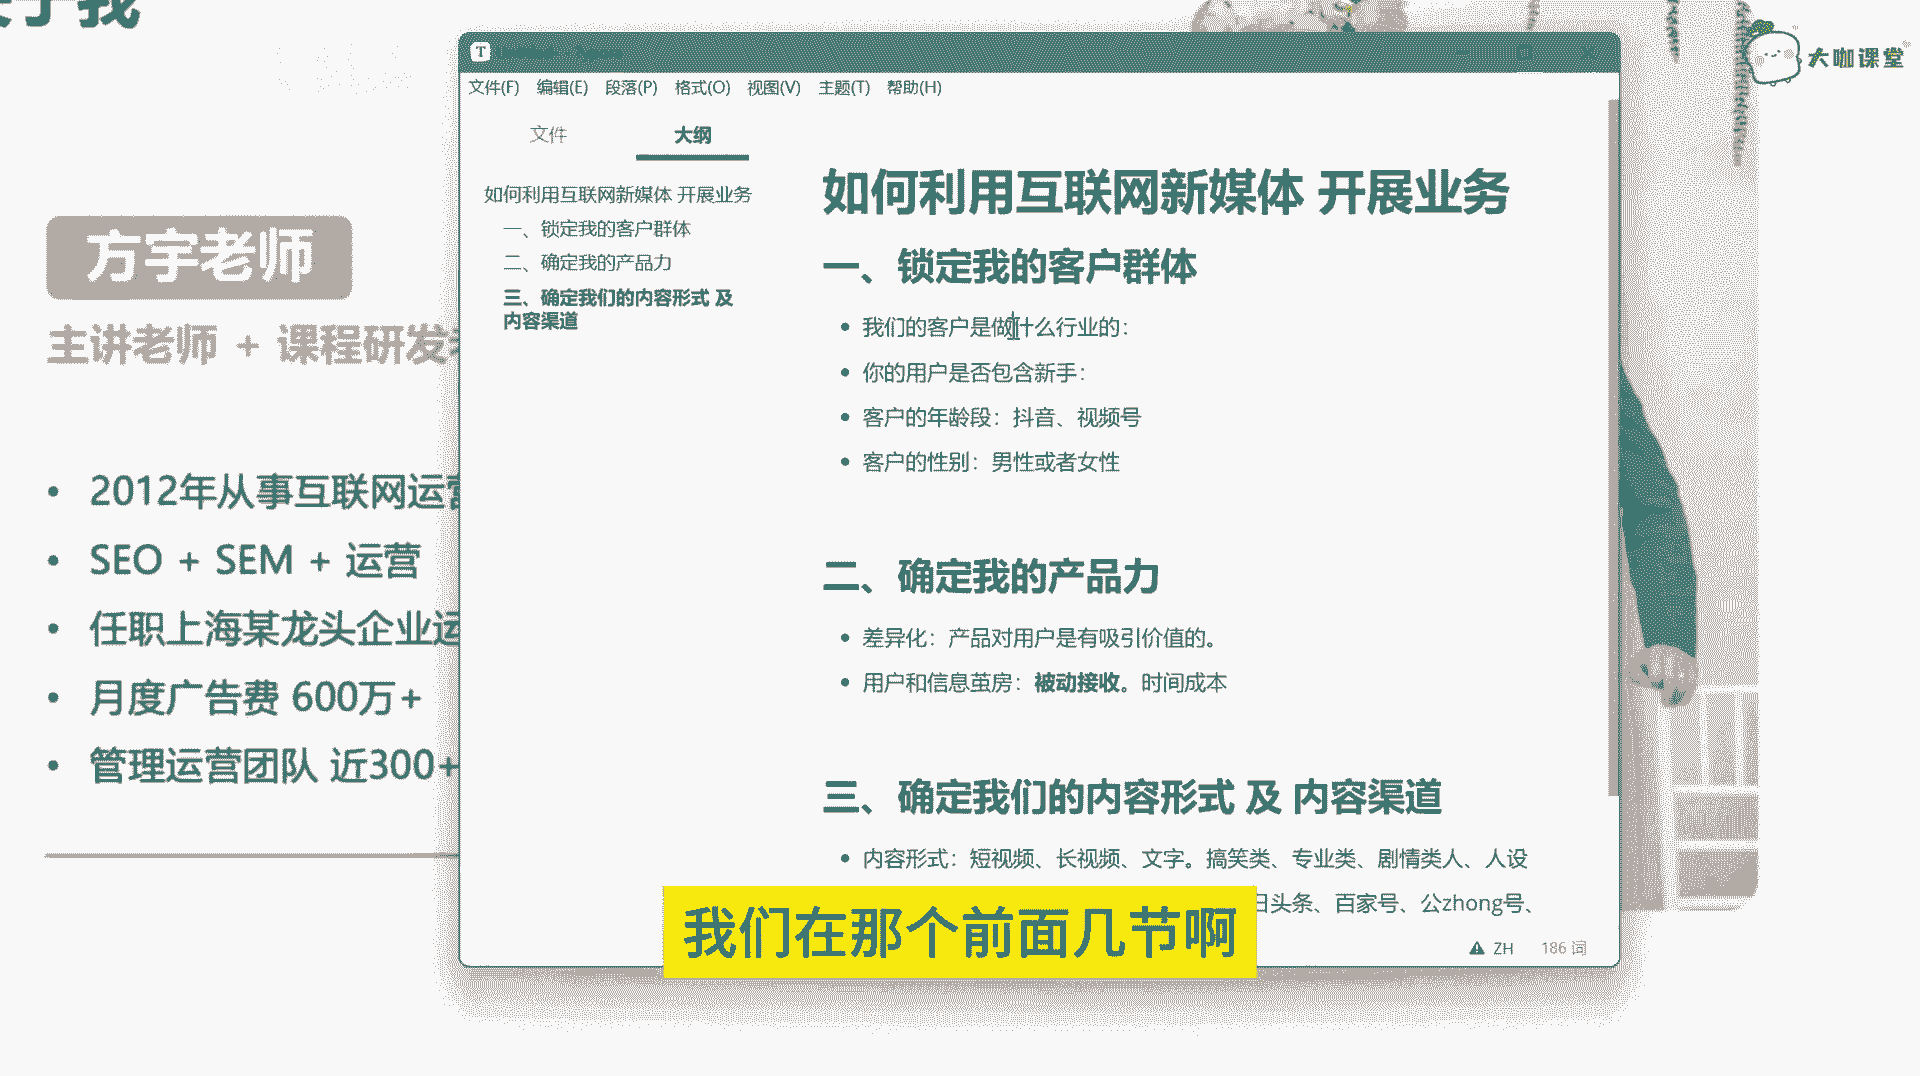 大咖课堂
方宇老师
主讲老师 + 课程研发
• 2012年从事互联网运营
• SEO + SEM + 运营
• 任职上海某龙头企业运
• 月度广告费 600万+
• 管理运营团队 近300+
文件(F) 编辑(E) 段落(P) 格式(O) 视图(V) 主题(T) 帮助(H)
文件 大纲
如何利用互联网新媒体 开展业务
一、锁定我的客户群体
二、确定我的产品力
三、确定我们的内容形式 及
内容渠道
如何利用互联网新媒体 开展业务
一、锁定我的客户群体
• 我们的客户是做什么行业的：
• 你的用户是否包含新手：
• 客户的年龄段：抖音、视频号
• 客户的性别：男性或者女性
二、确定我的产品力
• 差异化：产品对用户是有吸引价值的。
• 用户和信息茧房：被动接收。时间成本
三、确定我们的内容形式 及 内容渠道
• 内容形式：短视频、长视频、文字。搞笑类、专业类、剧情类人、人设
日头条、百家号、公zhong号、
我们在那个前面几节啊
ZH 186 词